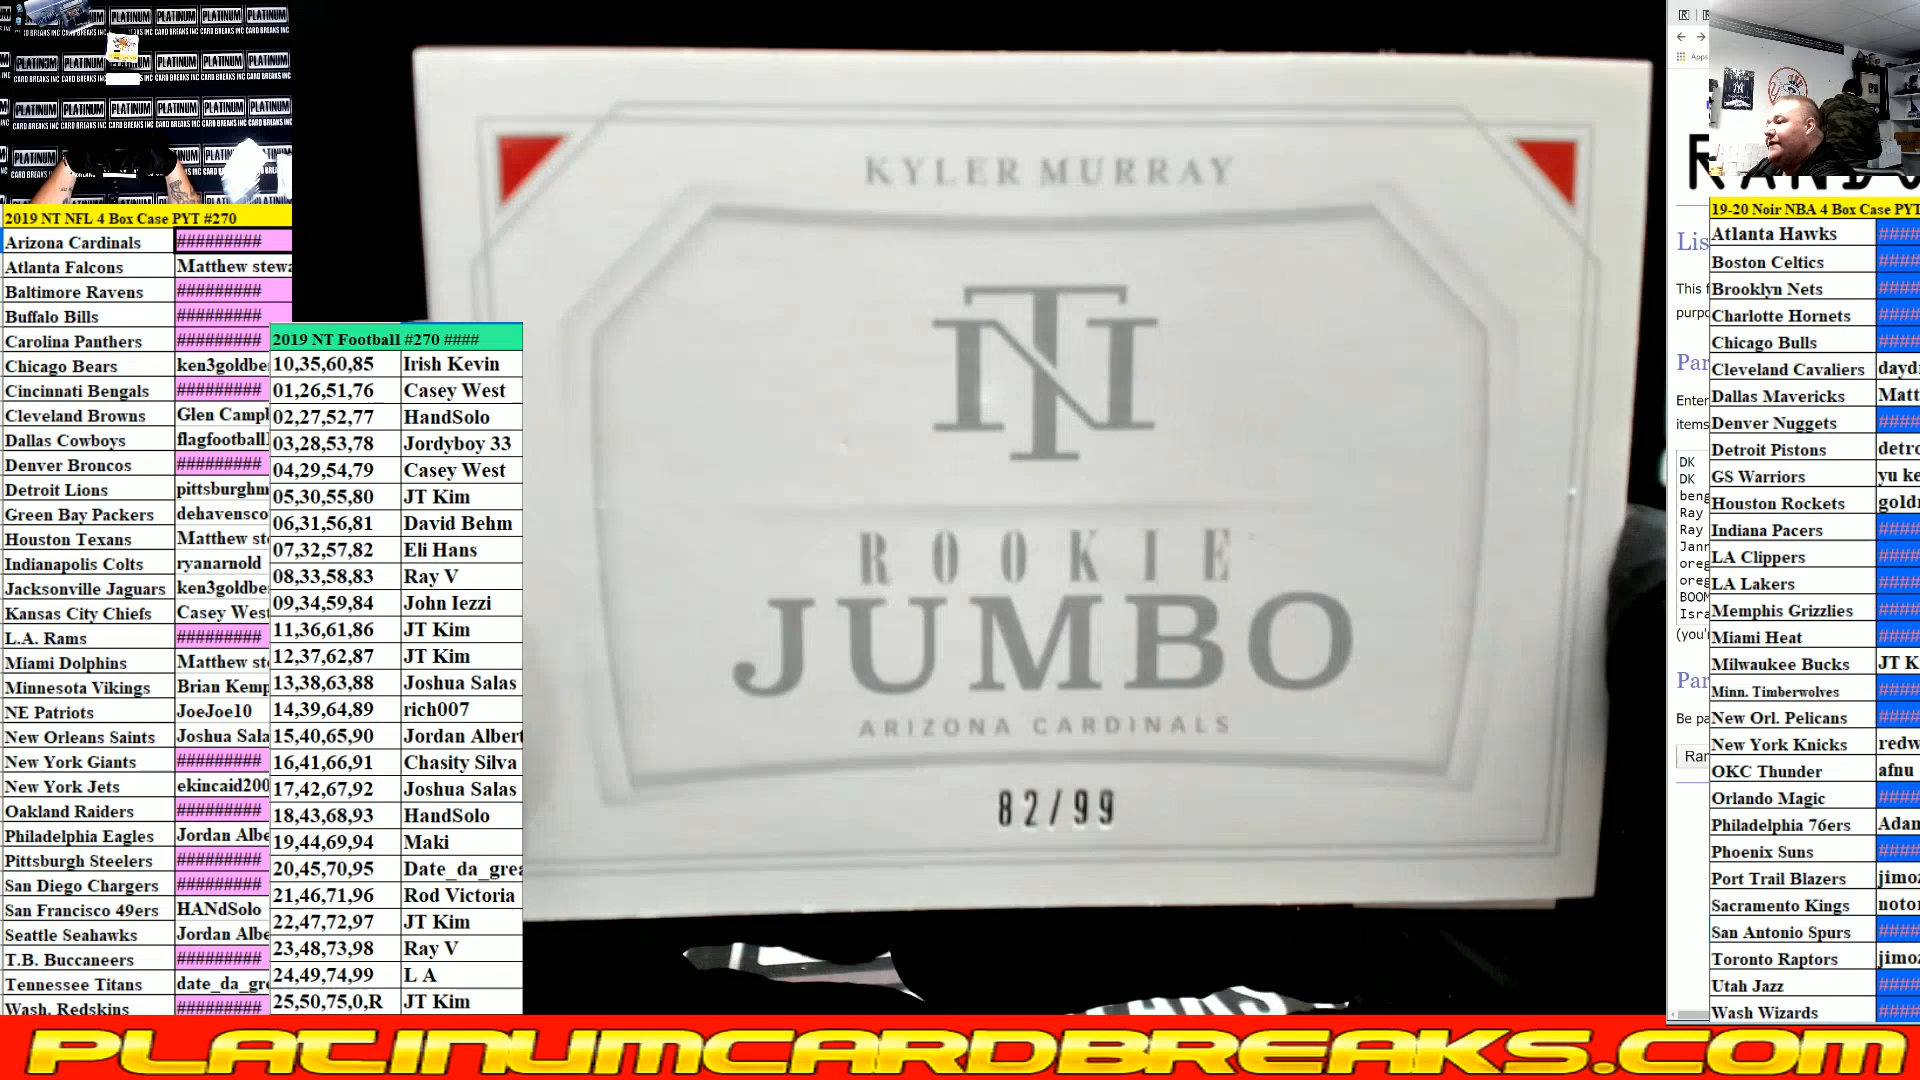 2019 NT NFL 4 Box Case PYT #270
Arizona Cardinals #########
Atlanta Falcons Matthew
Baltimore Ravens #########
Buffalo Bills #########
Carolina Panthers #########
Chicago Bears
Cincinnati Bengals #########
Cleveland Browns Glen
Dallas Cowboys
Denver Broncos #########
Detroit Lions
Green Bay Packers
Houston Texans Matthew
Indianapolis Colts ryanarnold
Jacksonville Jaguars
Kansas City Chiefs Casey West
L.A. Rams #########
Miami Dolphins Matthew
Minnesota Vikings Brian
NE Patriots JoeJoe10
New Orleans Saints Joshua
New York Giants #########
New York Jets
Oakland Raiders #########
Philadelphia Eagles Jordan
Pittsburgh Steelers #########
San Diego Chargers #########
San Francisco 49ers HANdSolo
Seattle Seahawks Jordan
T.B. Buccaneers #########
Tennessee Titans
Wash. Redskins #########
2019 NT Football #270 ####
10,35,60,85 Irish Kevin
01,26,51,76 Casey West
02,27,52,77 HandSolo
03,28,53,78 Jordyboy 33
04,29,54,79 Casey West
05,30,55,80 JT Kim
06,31,56,81 David Behm
07,32,57,82 Eli Hans
08,33,58,83 Ray V
09,34,59,84 John Iezzi
11,36,61,86 JT Kim
12,37,62,87 JT Kim
13,38,63,88 Joshua Salas
14,39,64,89 rich007
15,40,65,90 Jordan Albert
16,41,66,91 Chasity Silva
17,42,67,92 Joshua Salas
18,43,68,93 HandSolo
19,44,69,94 Maki
20,45,70,95
21,46,71,96 Rod Victoria
22,47,72,97 JT Kim
23,48,73,98 Ray V
24,49,74,99 L A
25,50,75,0,R JT Kim
KYLER MURRAY
NT
ROOKIE
JUMBO
ARIZONA CARDINALS
82/99
Apps
DK
DK
Ray
Ray
19-20 Noir NBA 4 Box Case PYT
Atlanta Hawks
Boston Celtics
Brooklyn Nets
Charlotte Hornets
Chicago Bulls
Cleveland Cavaliers
Dallas Mavericks
Denver Nuggets
Detroit Pistons
GS Warriors
Houston Rockets
Indiana Pacers
LA Clippers
LA Lakers
Memphis Grizzlies
Miami Heat
Milwaukee Bucks
Minn. Timberwolves
New Orl. Pelicans
New York Knicks
OKC Thunder afnu
Orlando Magic
Philadelphia 76ers
Phoenix Suns
Port Trail Blazers
Sacramento Kings
San Antonio Spurs
Toronto Raptors
Utah Jazz
Wash Wizards
PLATINUMCARDBREAKS.COM